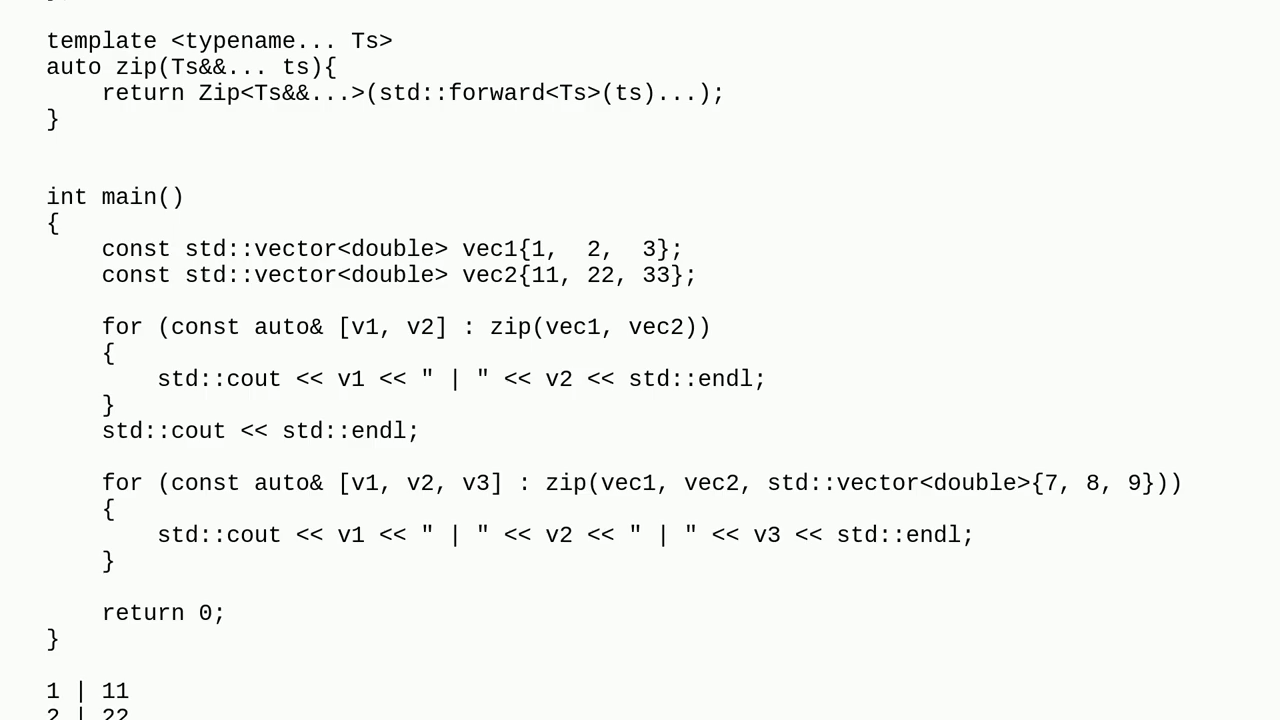 };
template <typename... Ts>
auto zip(Ts&&... ts){
    return Zip<Ts&&...>(std::forward<Ts>(ts)...);
}
int main()
{
    const std::vector<double> vec1{1,  2,  3};
    const std::vector<double> vec2{11, 22, 33};
    for (const auto& [v1, v2] : zip(vec1, vec2))
    {
        std::cout << v1 << " | " << v2 << std::endl;
    }
    std::cout << std::endl;
    for (const auto& [v1, v2, v3] : zip(vec1, vec2, std::vector<double>{7, 8, 9}))
    {
        std::cout << v1 << " | " << v2 << " | " << v3 << std::endl;
    }
    return 0;
}
1 | 11
2 | 22